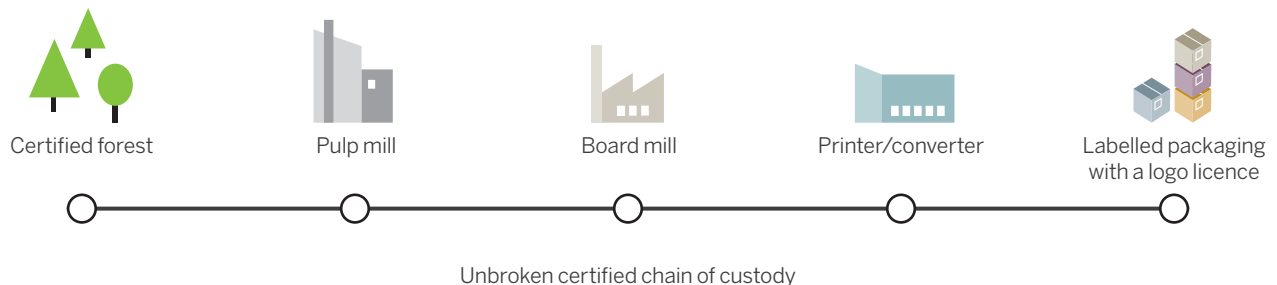 Certified forest
Pulp mill
Board mill
Printer/converter
Labelled packaging
with a logo licence
Unbroken certified chain of custody